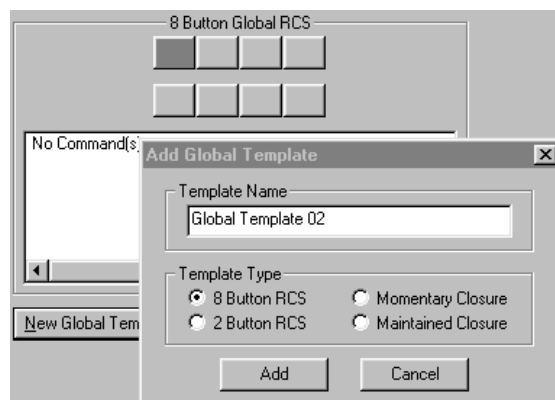 8 Button Global RCS
No Command(s)
Add Global Template
Template Name
Global Template 02
Template Type
8 Button RCS
Momentary Closure
2 Button RCS
Maintained Closure
New Global Tem
Add
Cancel